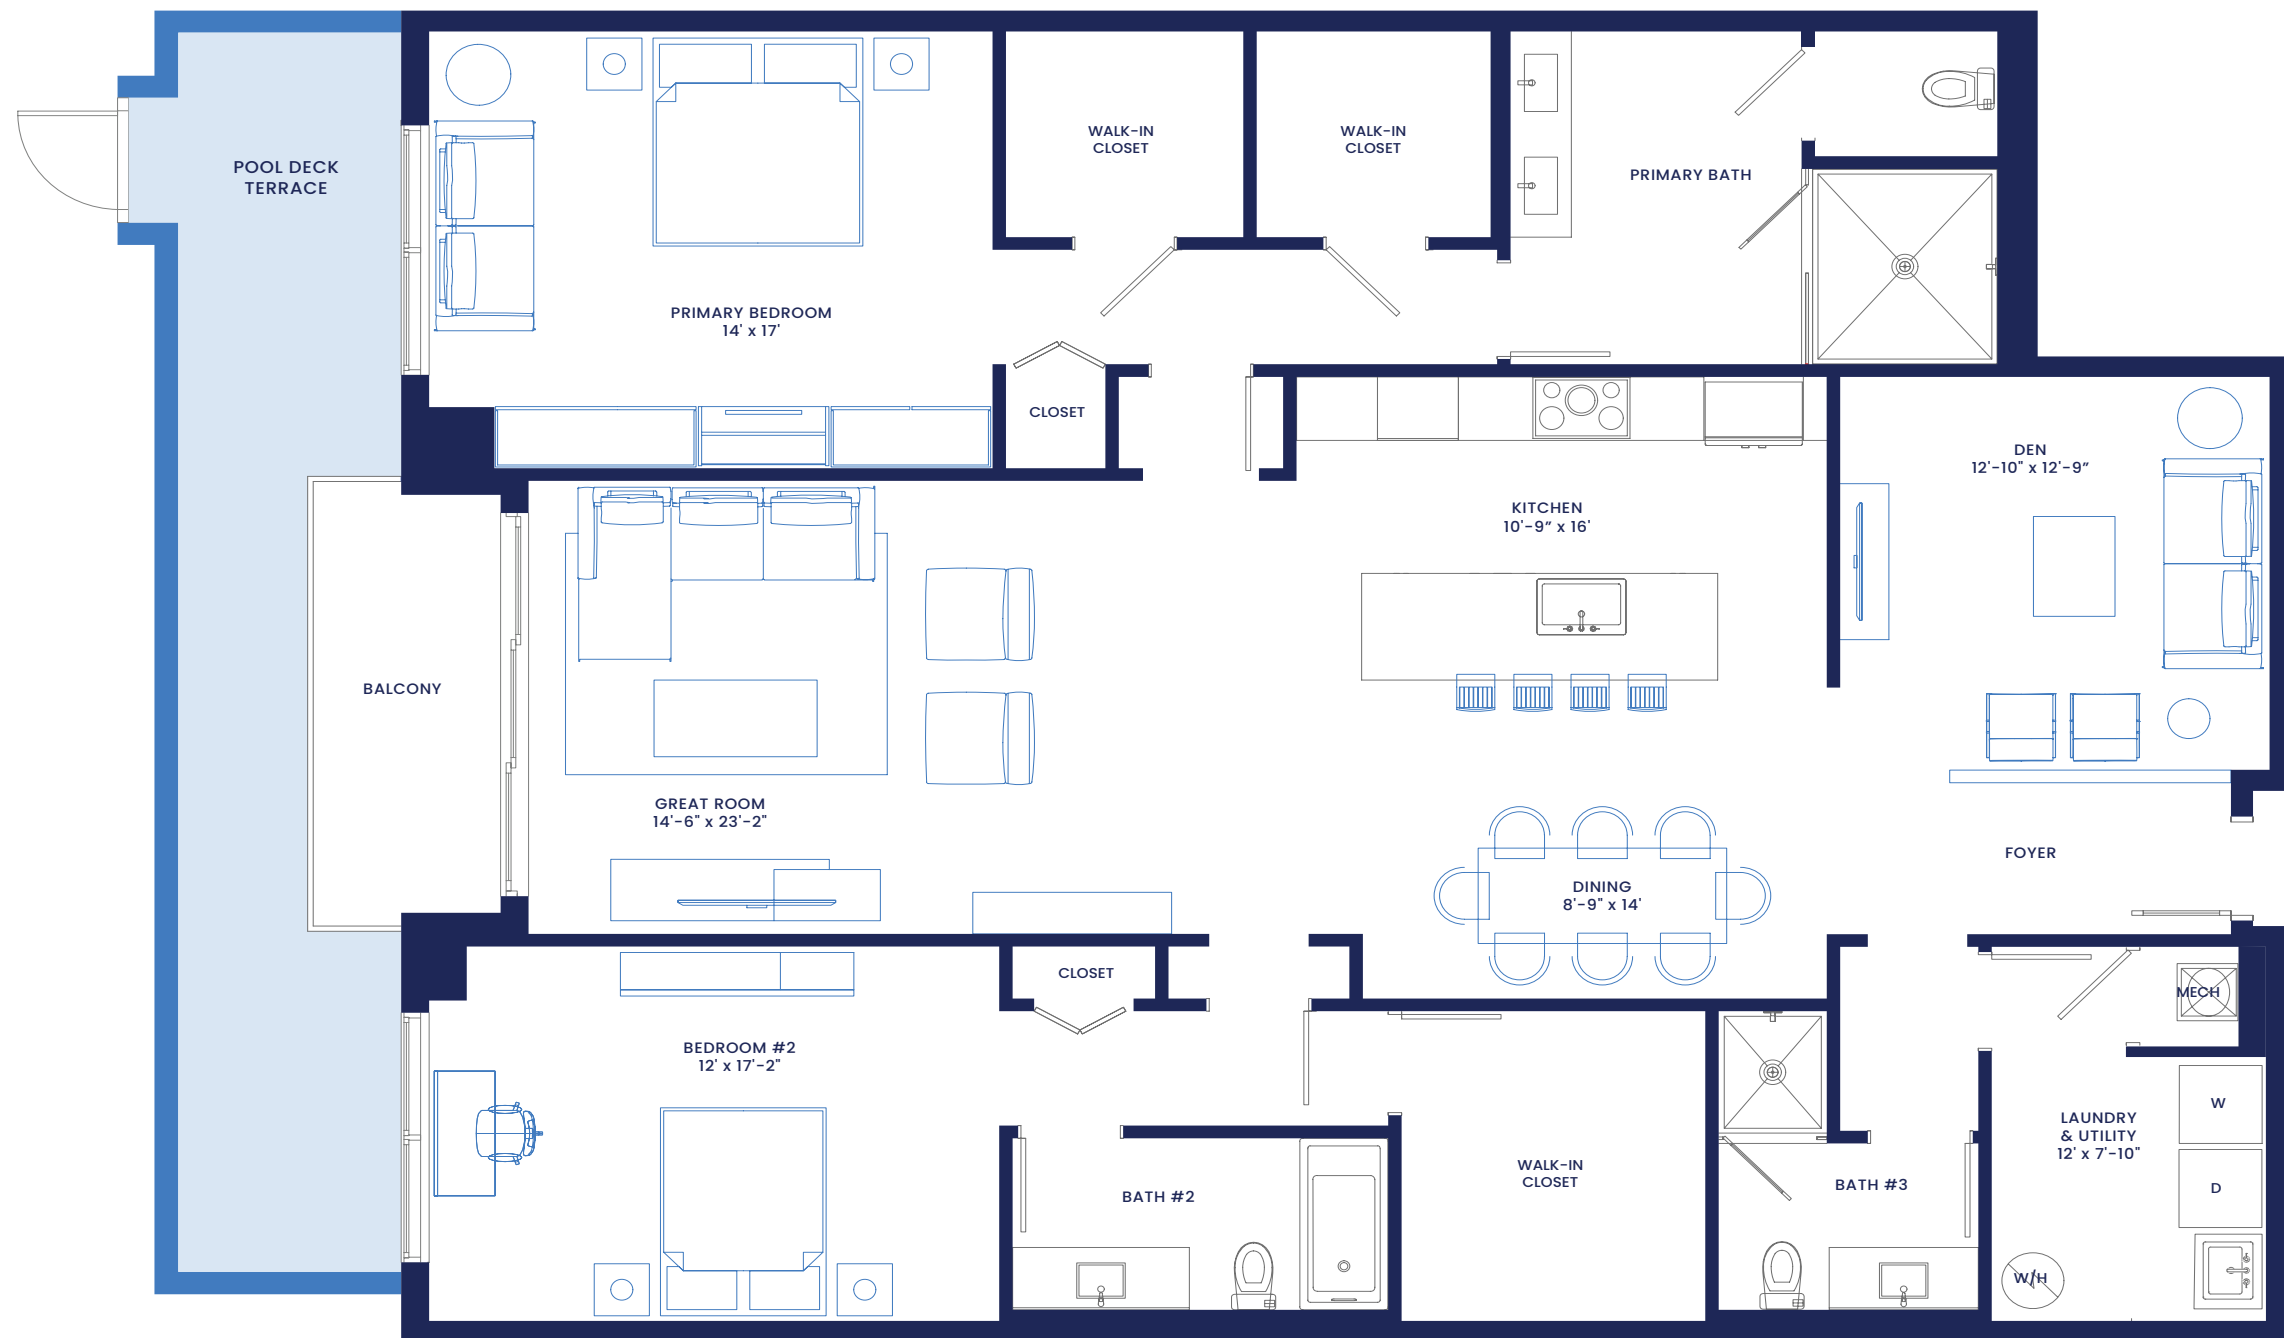 POOL DECK
TERRACE
WALK-IN
CLOSET
WALK-IN
CLOSET
PRIMARY BATH
PRIMARY BEDROOM
14' x 17'
CLOSET
DEN
12'-10" x 12'-9”
KITCHEN
10'-9” x 16'
BALCONY
GREAT ROOM
14'-6" x 23'-2"
FOYER
DINING
8'-9" x 14'
CLOSET
MECH
BEDROOM #2
12' x 17'-2"
W
LAUNDRY
& UTILITY
12' x 7'-10"
WALK-IN
CLOSET
BATH #2
BATH #3
D
W/H